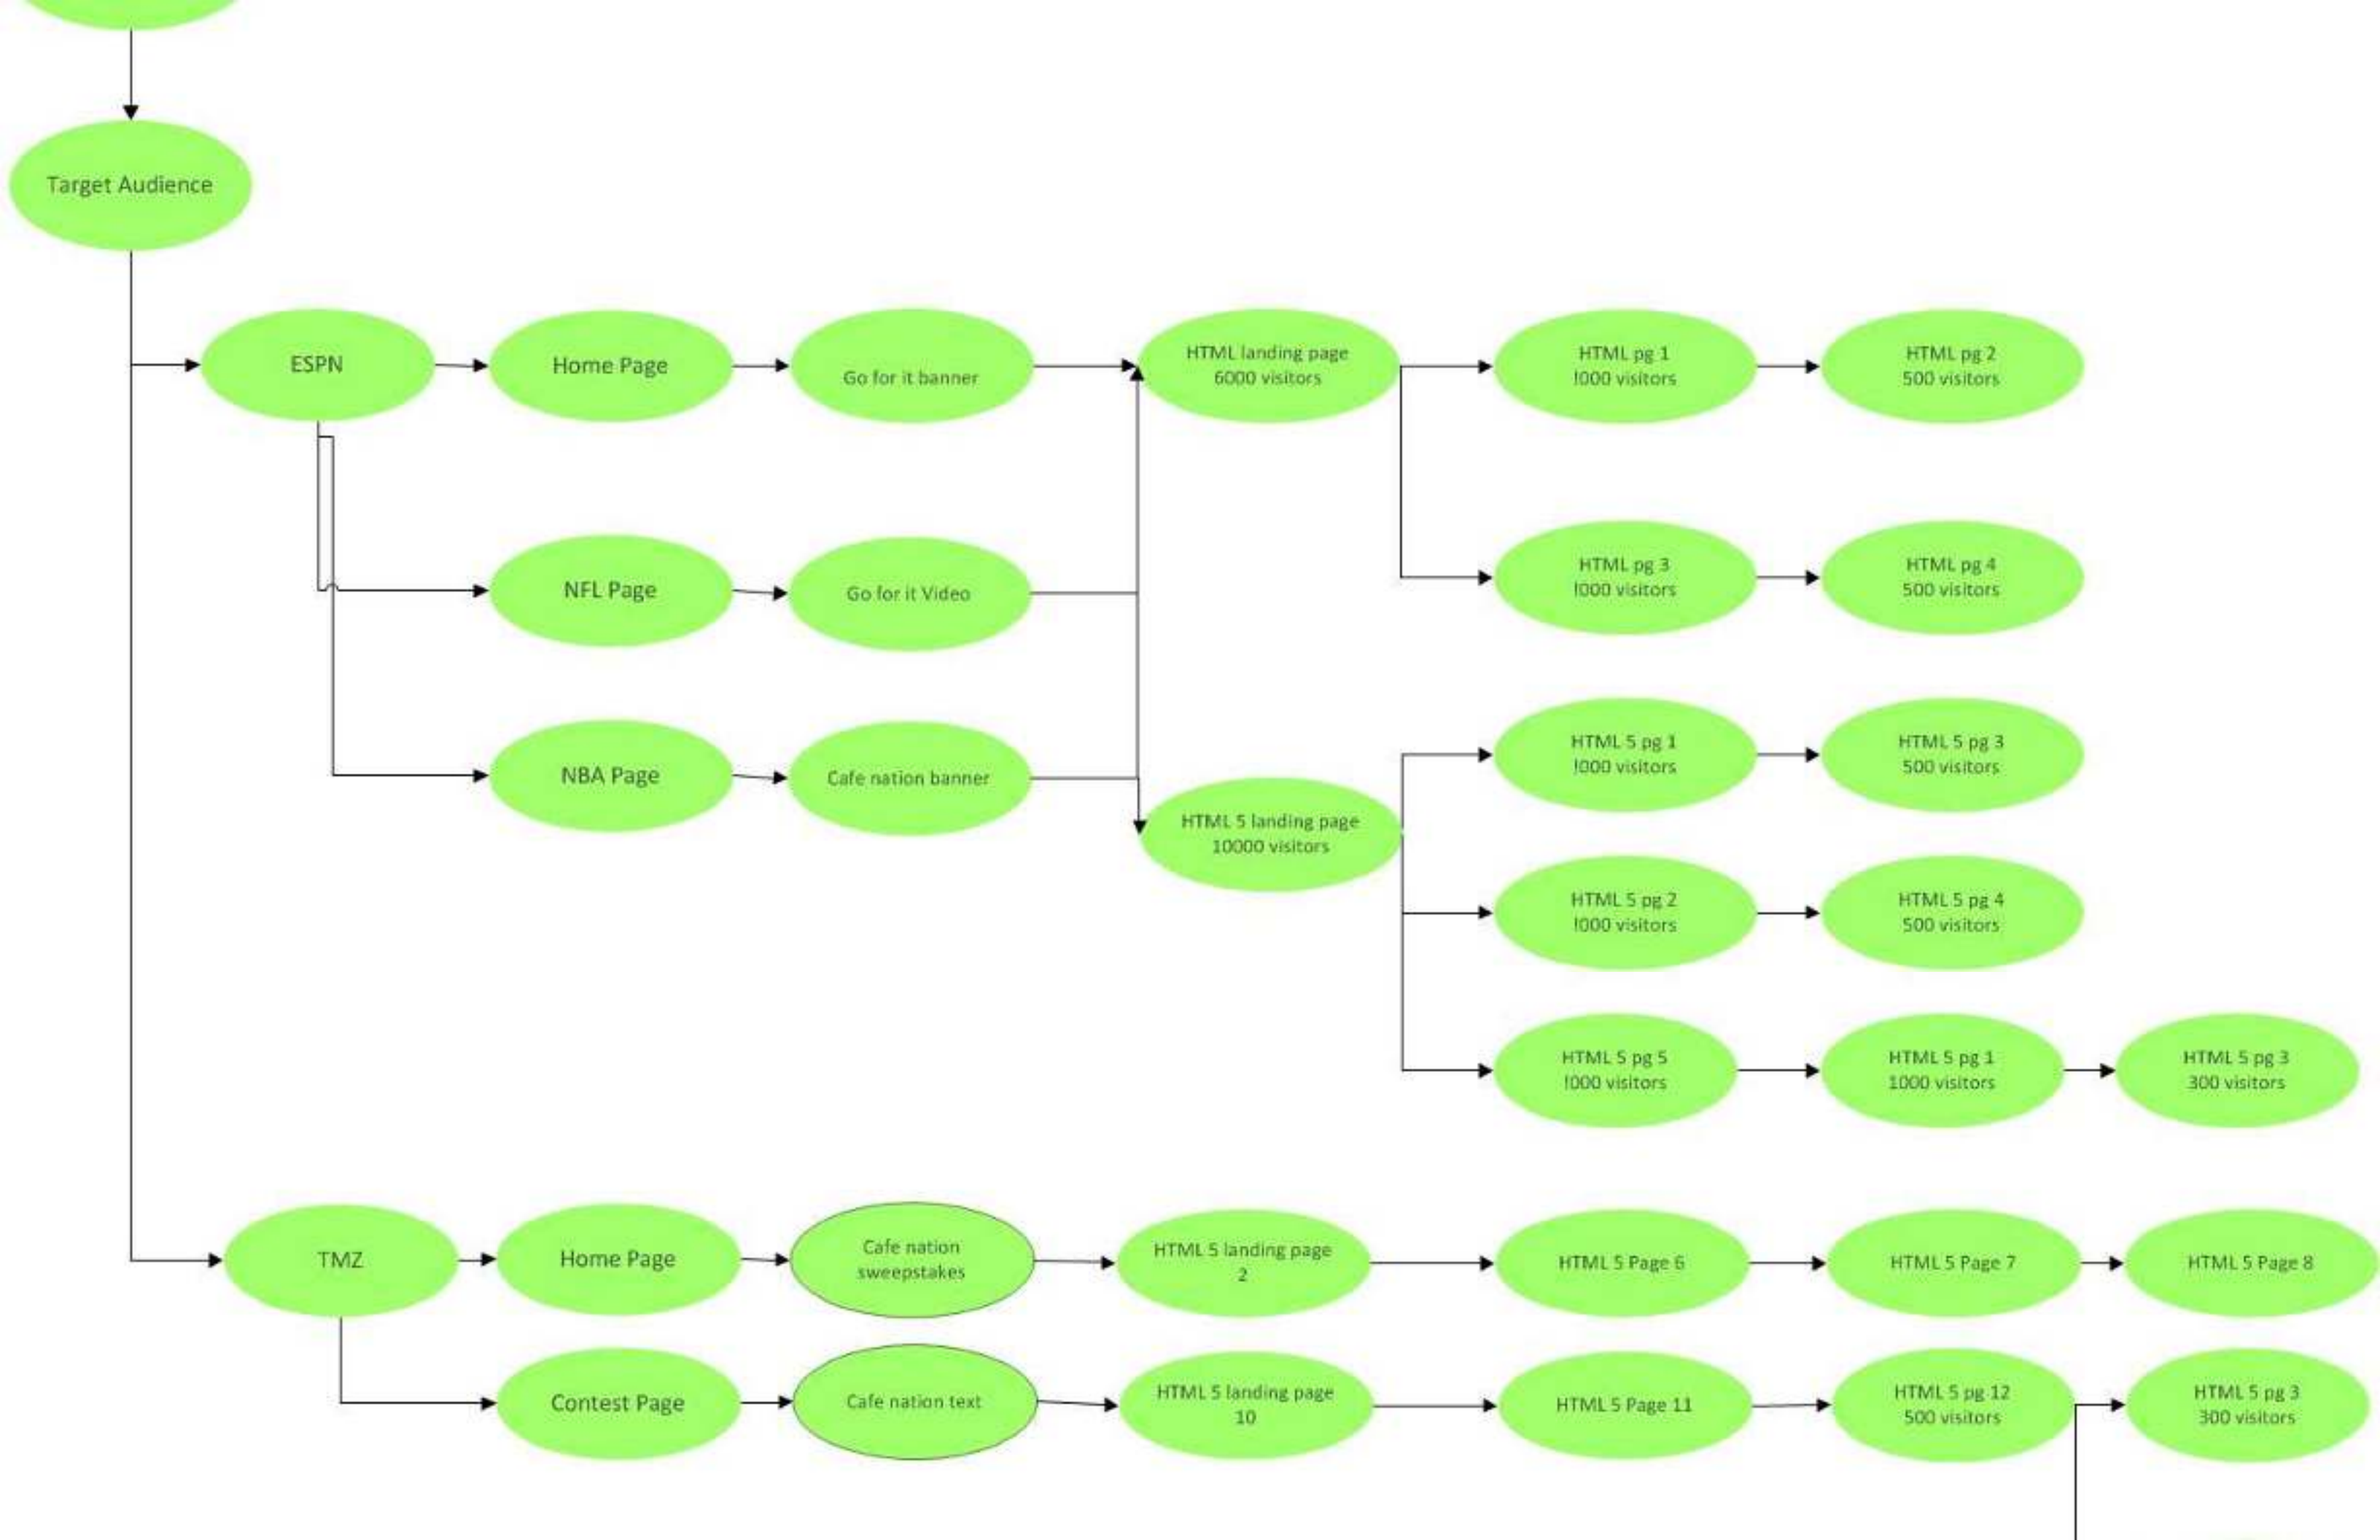 Target Audience
ESPN
Home Page
Go for it banner
HTML landing page
6000 visitors
HTML pg 1
!000 visitors
HTML pg 2
500 visitors
NFL Page
Go for it Video
HTML pg 3
!000 visitors
HTML pg 4
500 visitors
NBA Page
Cafe nation banner
HTML 5 landing page
10000 visitors
HTML 5 pg 1
!000 visitors
HTML 5 pg 3
500 visitors
HTML 5 pg 2
!000 visitors
HTML 5 pg 4
500 visitors
HTML 5 pg 5
!000 visitors
HTML 5 pg 1
1000 visitors
HTML 5 pg 3
300 visitors
TMZ
Home Page
Cafe nation
sweepstakes
HTML 5 landing page
2
HTML 5 Page 6
HTML 5 Page 7
HTML 5 Page 8
Contest Page
Cafe nation text
HTML 5 landing page
10
HTML 5 Page 11
HTML 5 pg 12
500 visitors
HTML 5 pg 3
300 visitors